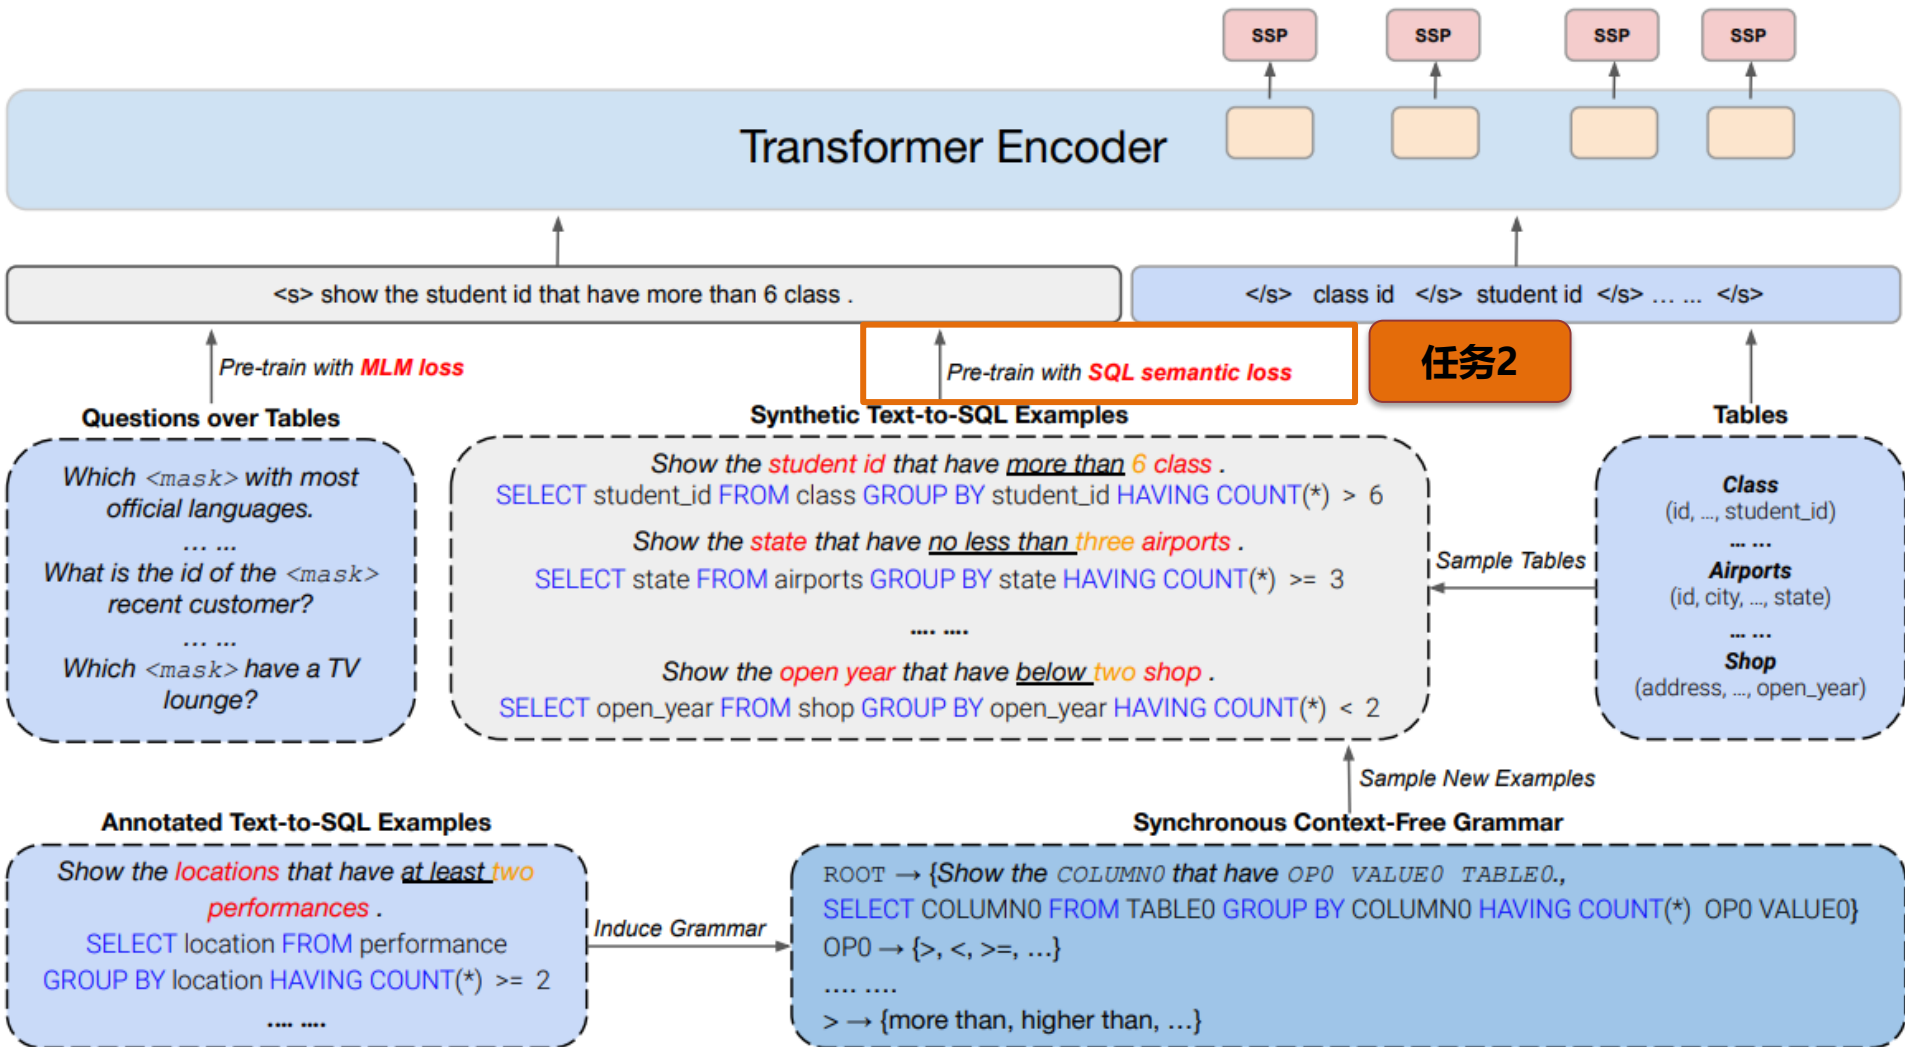 SSP SSP SSP SSP
Transformer Encoder
<s> show the student id that have more than 6 class .
</s> class id </s> student id </s> ... ... </s>
Pre-train with MLM loss
Pre-train with SQL semantic loss
任务2
Questions over Tables
Which <mask> with most
official languages.
... ...
What is the id of the <mask>
recent customer?
... ...
Which <mask> have a TV
lounge?
Synthetic Text-to-SQL Examples
Show the student id that have more than 6 class .
SELECT student_id FROM class GROUP BY student_id HAVING COUNT(*) > 6
Show the state that have no less than three airports .
SELECT state FROM airports GROUP BY state HAVING COUNT(*) >= 3
.... ....
Show the open year that have below two shop .
SELECT open_year FROM shop GROUP BY open_year HAVING COUNT(*) < 2
Sample Tables
Tables
Class
(id, ..., student_id)
... ...
Airports
(id, city, ..., state)
... ...
Shop
(address, ..., open_year)
Sample New Examples
Annotated Text-to-SQL Examples
Show the locations that have at least two
performances .
SELECT location FROM performance
GROUP BY location HAVING COUNT(*) >= 2
.... ....
Induce Grammar
Synchronous Context-Free Grammar
ROOT → {Show the COLUMN0 that have OP0 VALUE0 TABLE0.,
SELECT COLUMN0 FROM TABLE0 GROUP BY COLUMN0 HAVING COUNT(*) OP0 VALUE0}
OP0 → {>, <, >=, ...}
.... ....
> → {more than, higher than, ...}